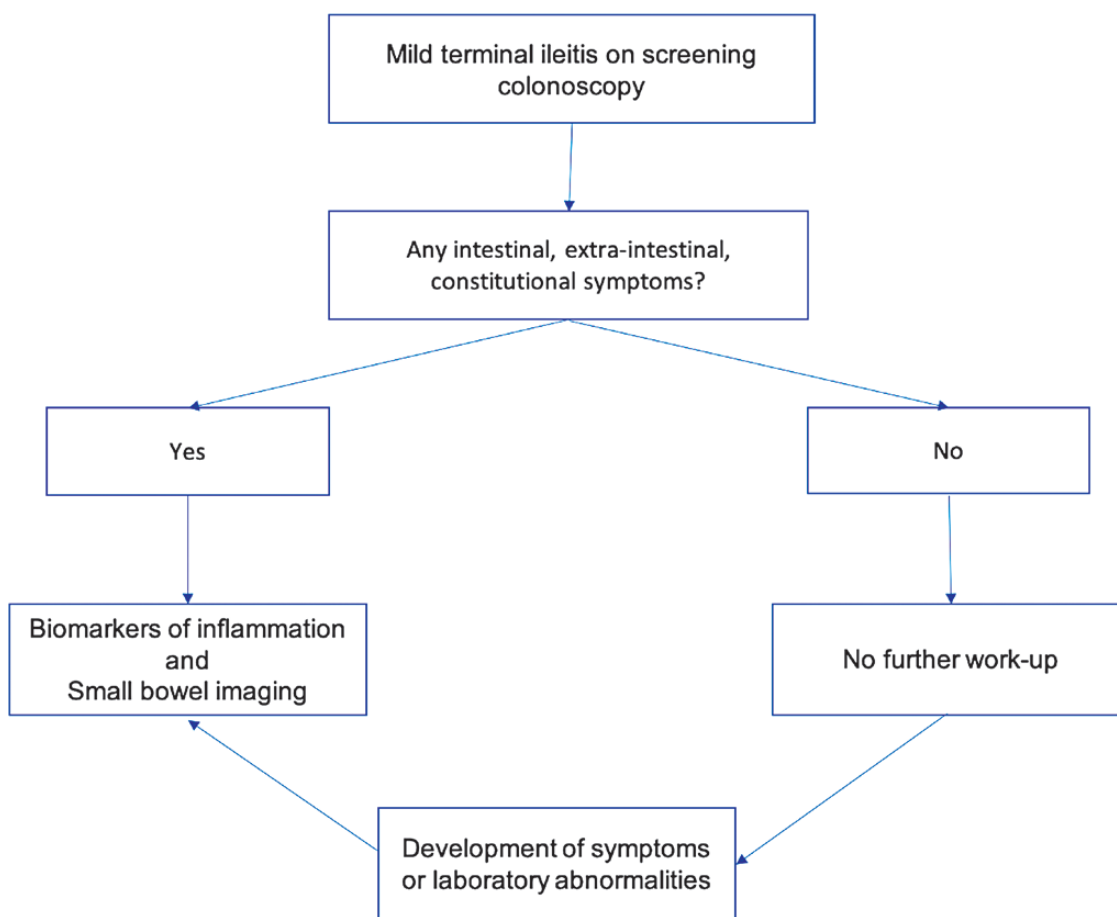 Mild terminal ileitis on screening
colonoscopy
Any intestinal, extra-intestinal,
constitutional symptoms?
Yes
No
Biomarkers of inflammation
and
Small bowel imaging
No further work-up
Development of symptoms
or laboratory abnormalities